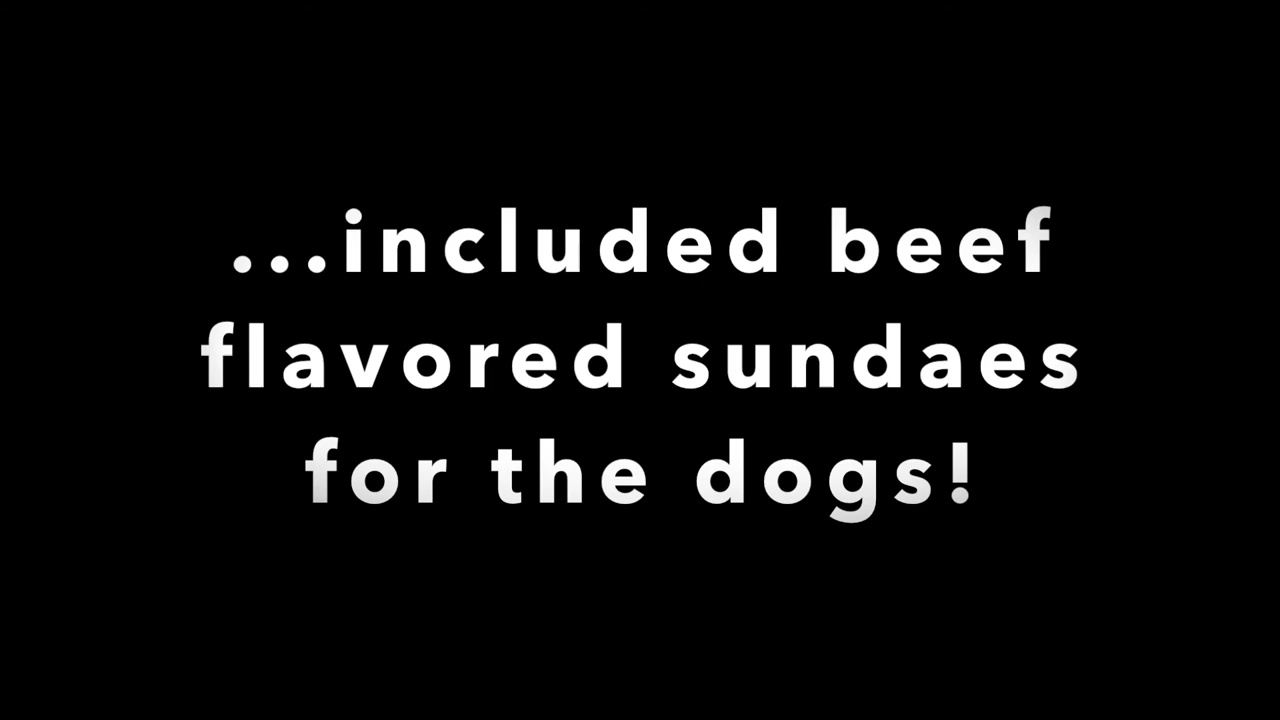 ...included beef
flavored sundaes
for the dogs!